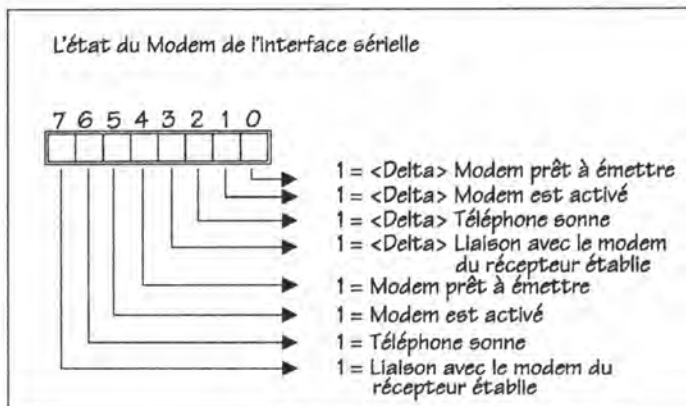 L'état du Modem de l'interface sérielle
7 6 5 4 3 2 1 0
1 = <Delta> Modem prêt à émettre
1 = <Delta> Modem est activé
1 = <Delta> Téléphone sonne
1 = <Delta> Liaison avec le modem
du récepteur établie
1 = Modem prêt à émettre
1 = Modem est activé
1 = Téléphone sonne
1 = Liaison avec le modem du
récepteur établie